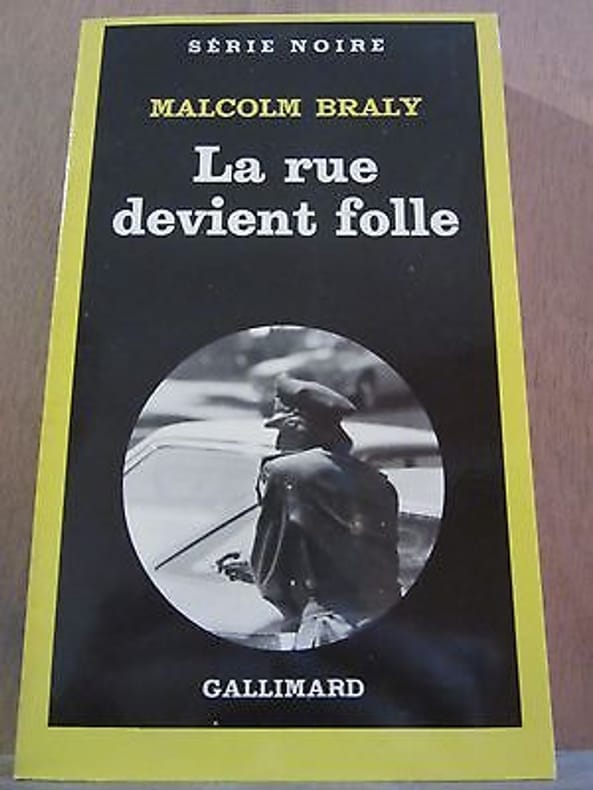 SÉRIE NOIRE
MALCOLM BRALY
La rue
devient folle
GALLIMARD